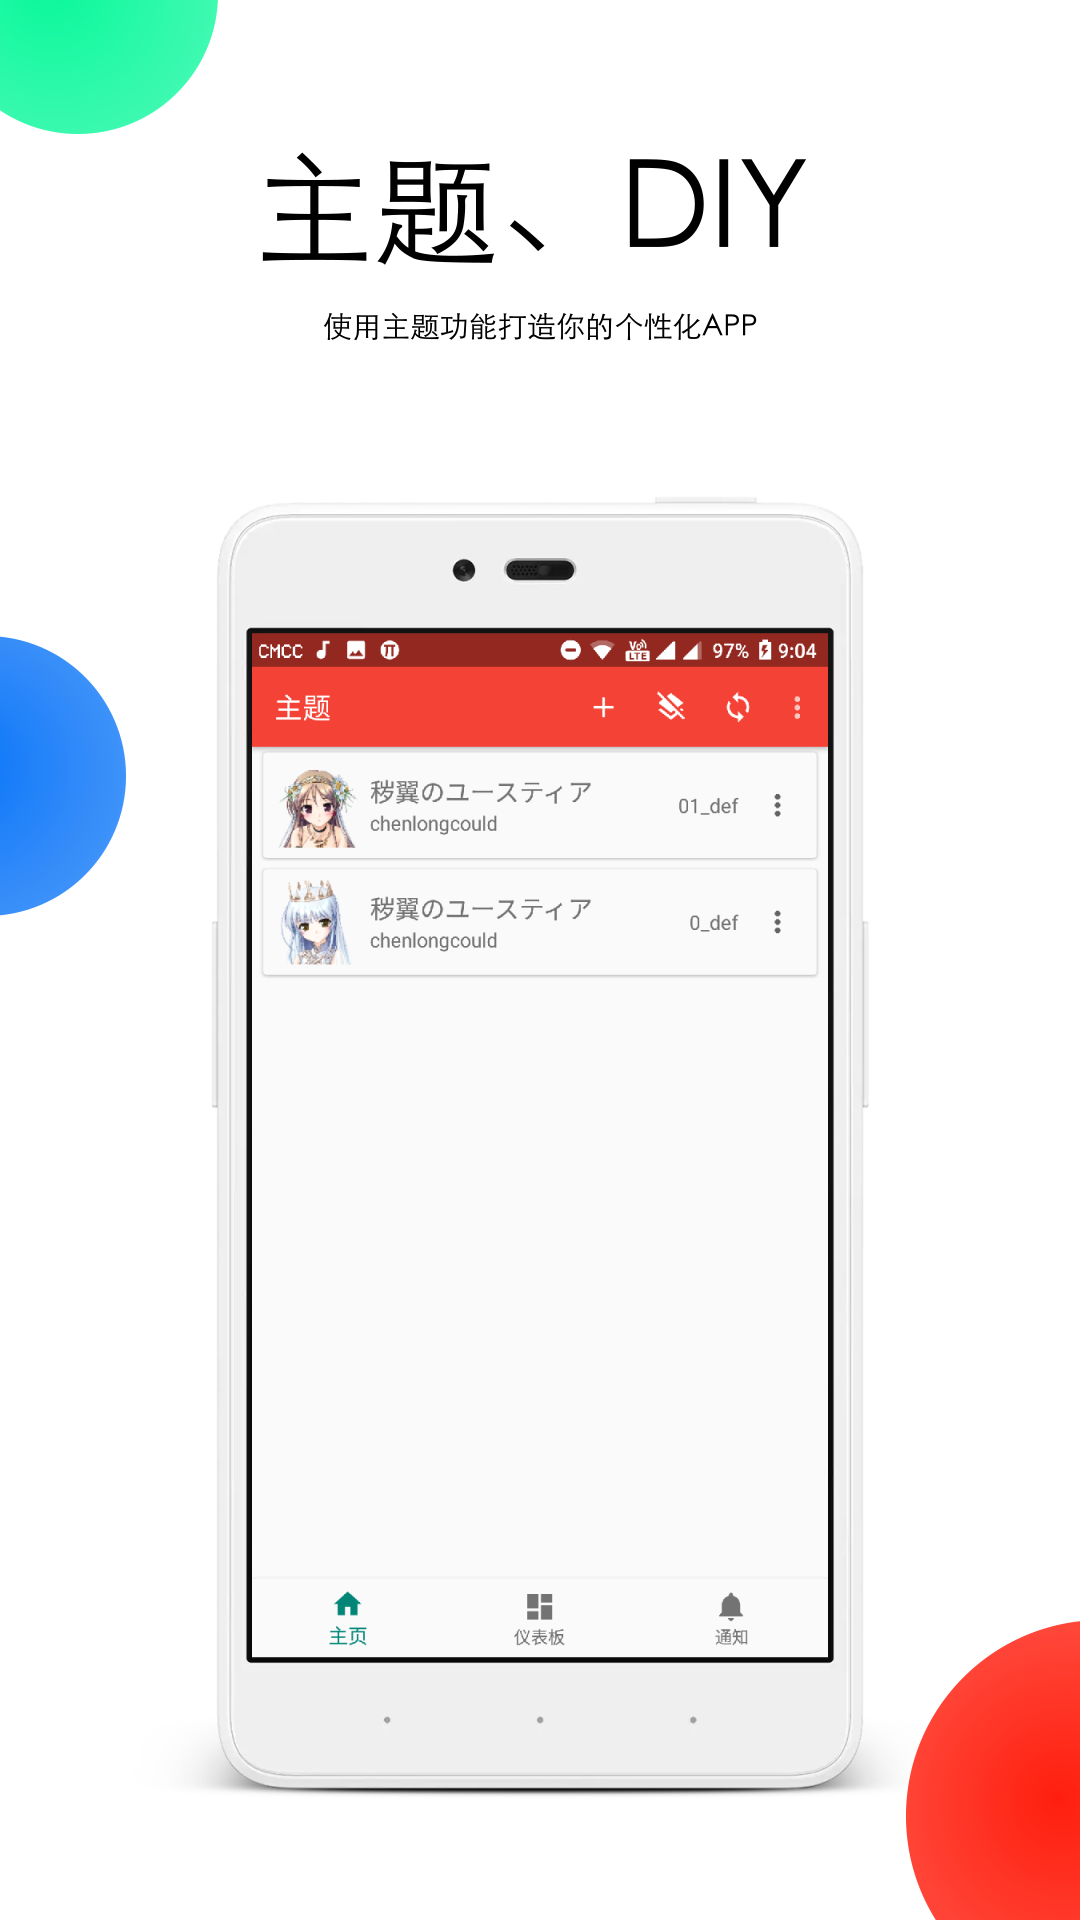 主题、DIY
使用主题功能打造你的个性化APP
CMCC 97% 9:04
主题
秽翼のユースティア
chenlongcould
01_def
秽翼のユースティア
chenlongcould
0_def
主页 仪表板 通知